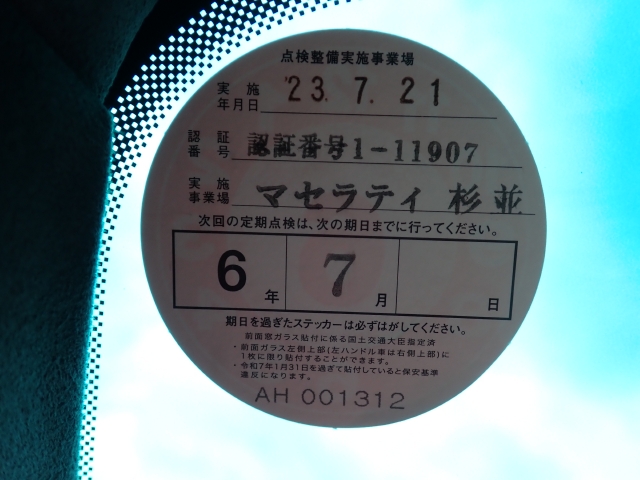 点検整備実施事業場
実施年月日 '23. 7. 21
認証番号 認証番号1-11907
実施事業場 マセラティ 杉並
次回の定期点検は、次の期日までに行ってください。
6年 7月 日
期日を過ぎたステッカーは必ずはがしてください。
前面窓ガラス貼付に係る国土交通大臣指定済
・前面ガラス左側上部(左ハンドル車は右側上部)に
1枚に限り貼付することができます。
・令和7年1月31日を過ぎて貼付していると保安基準
違反になります。
AH 001312